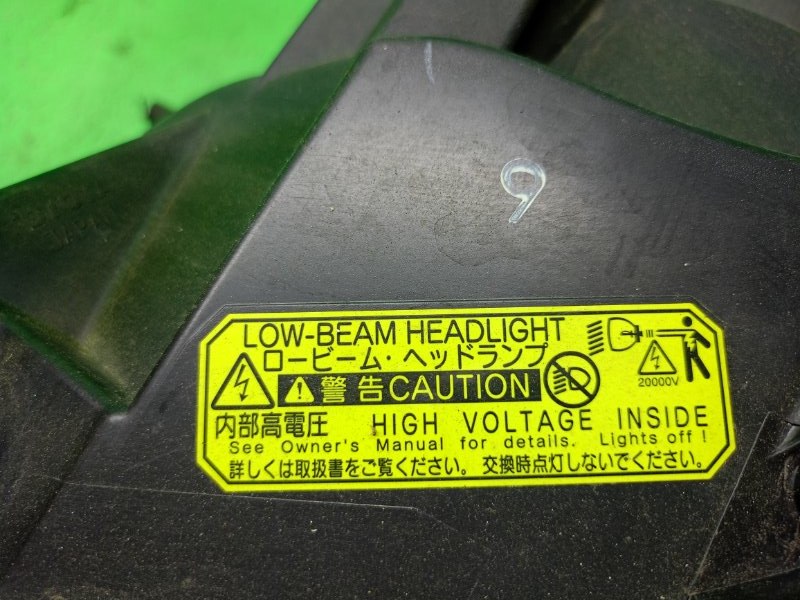 9
LOW-BEAM HEADLIGHT
ロービーム・ヘッドランプ
警告CAUTION
20000V
内部高電圧 HIGH VOLTAGE INSIDE
See Owner's Manual for details. Lights off!
詳しくは取扱書をご覧ください。 交換時点灯しないでください。